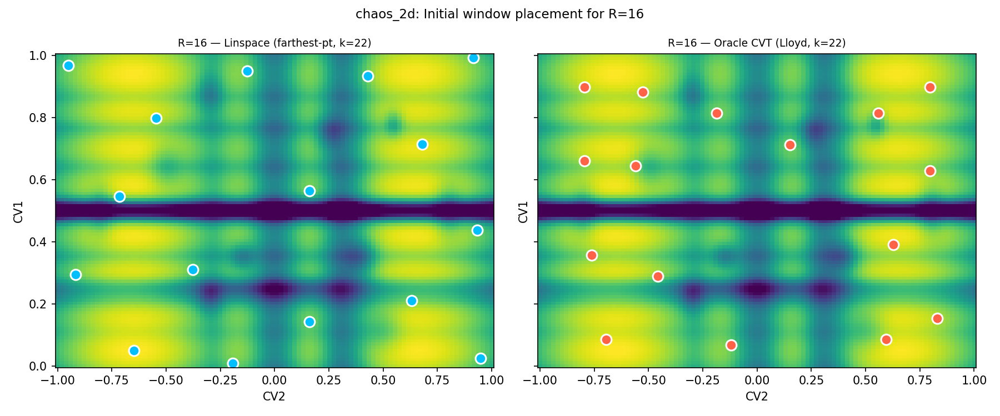 chaos_2d: Initial window placement for R=16
R=16 — Linspace (farthest-pt, k=22)
R=16 — Oracle CVT (Lloyd, k=22)
1.0
0.8
0.6
0.4
0.2
0.0
CV1
CV1
−1.00 −0.75 −0.50 −0.25 0.00 0.25 0.50 0.75 1.00
−1.00 −0.75 −0.50 −0.25 0.00 0.25 0.50 0.75 1.00
CV2
CV2